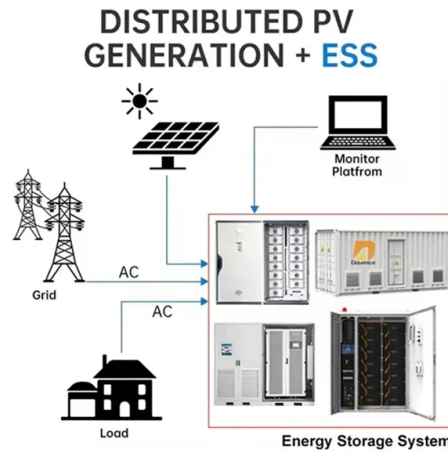 DISTRIBUTED PV
GENERATION + ESS
Monitor
Platfrom
AC
Grid
AC
Load
Energy Storage System